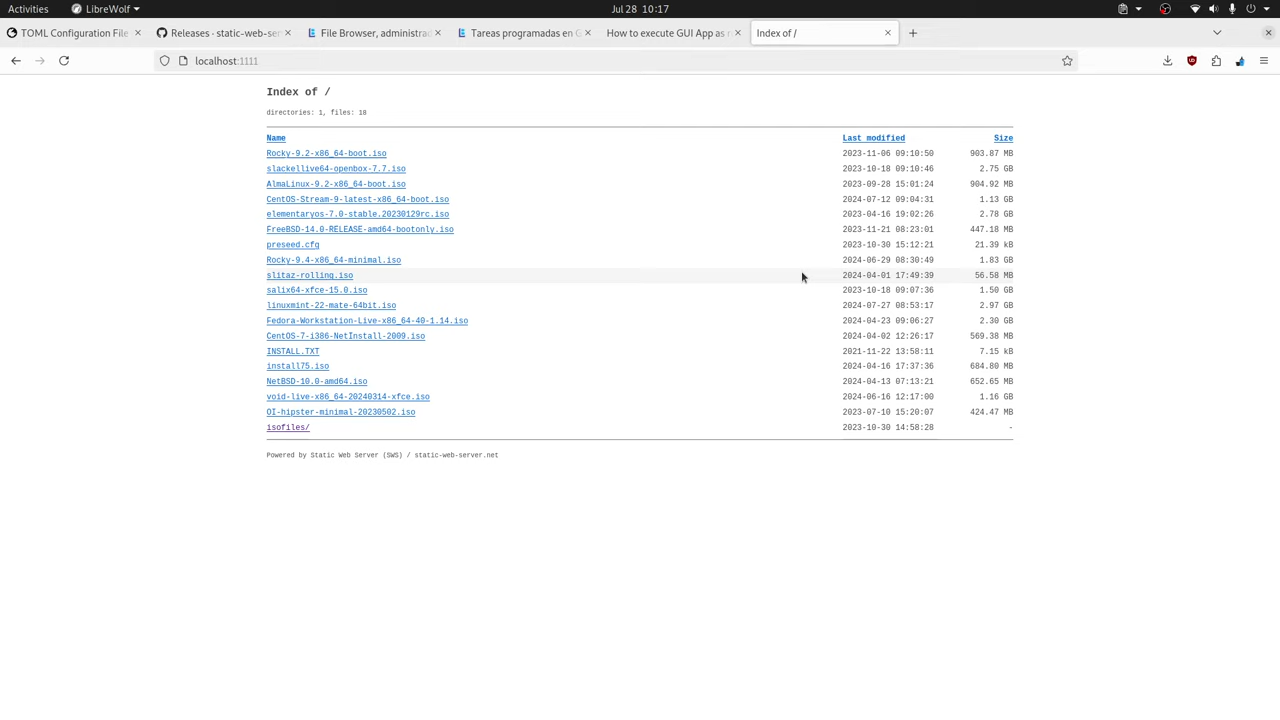 Activities LibreWolf Jul 28 10:17
TOML Configuration File Releases · static-web-ser File Browser, administrad Tareas programadas en G How to execute GUI App as r Index of /
localhost:1111
Index of /
directories: 1, files: 18
Name Last modified Size
Rocky-9.2-x86_64-boot.iso 2023-11-06 09:10:50 903.87 MB
slackellive64-openbox-7.7.iso 2023-10-18 09:10:46 2.75 GB
AlmaLinux-9.2-x86_64-boot.iso 2023-09-28 15:01:24 904.92 MB
CentOS-Stream-9-latest-x86_64-boot.iso 2024-07-12 09:04:31 1.13 GB
elementaryos-7.0-stable.20230129rc.iso 2023-04-16 19:02:26 2.78 GB
FreeBSD-14.0-RELEASE-amd64-bootonly.iso 2023-11-21 08:23:01 447.18 MB
preseed.cfg 2023-10-30 15:12:21 21.39 kB
Rocky-9.4-x86_64-minimal.iso 2024-06-29 08:30:49 1.83 GB
slitaz-rolling.iso 2024-04-01 17:49:39 56.58 MB
salix64-xfce-15.0.iso 2023-10-18 09:07:36 1.50 GB
linuxmint-22-mate-64bit.iso 2024-07-27 08:53:17 2.97 GB
Fedora-Workstation-Live-x86_64-40-1.14.iso 2024-04-23 09:06:27 2.30 GB
CentOS-7-i386-NetInstall-2009.iso 2024-04-02 12:26:17 569.38 MB
INSTALL.TXT 2021-11-22 13:58:11 7.15 kB
install75.iso 2024-04-16 17:37:36 684.80 MB
NetBSD-10.0-amd64.iso 2024-04-13 07:13:21 652.65 MB
void-live-x86_64-20240314-xfce.iso 2024-06-16 12:17:00 1.16 GB
OI-hipster-minimal-20230502.iso 2023-07-10 15:20:07 424.47 MB
isofiles/ 2023-10-30 14:58:28 -
Powered by Static Web Server (SWS) / static-web-server.net